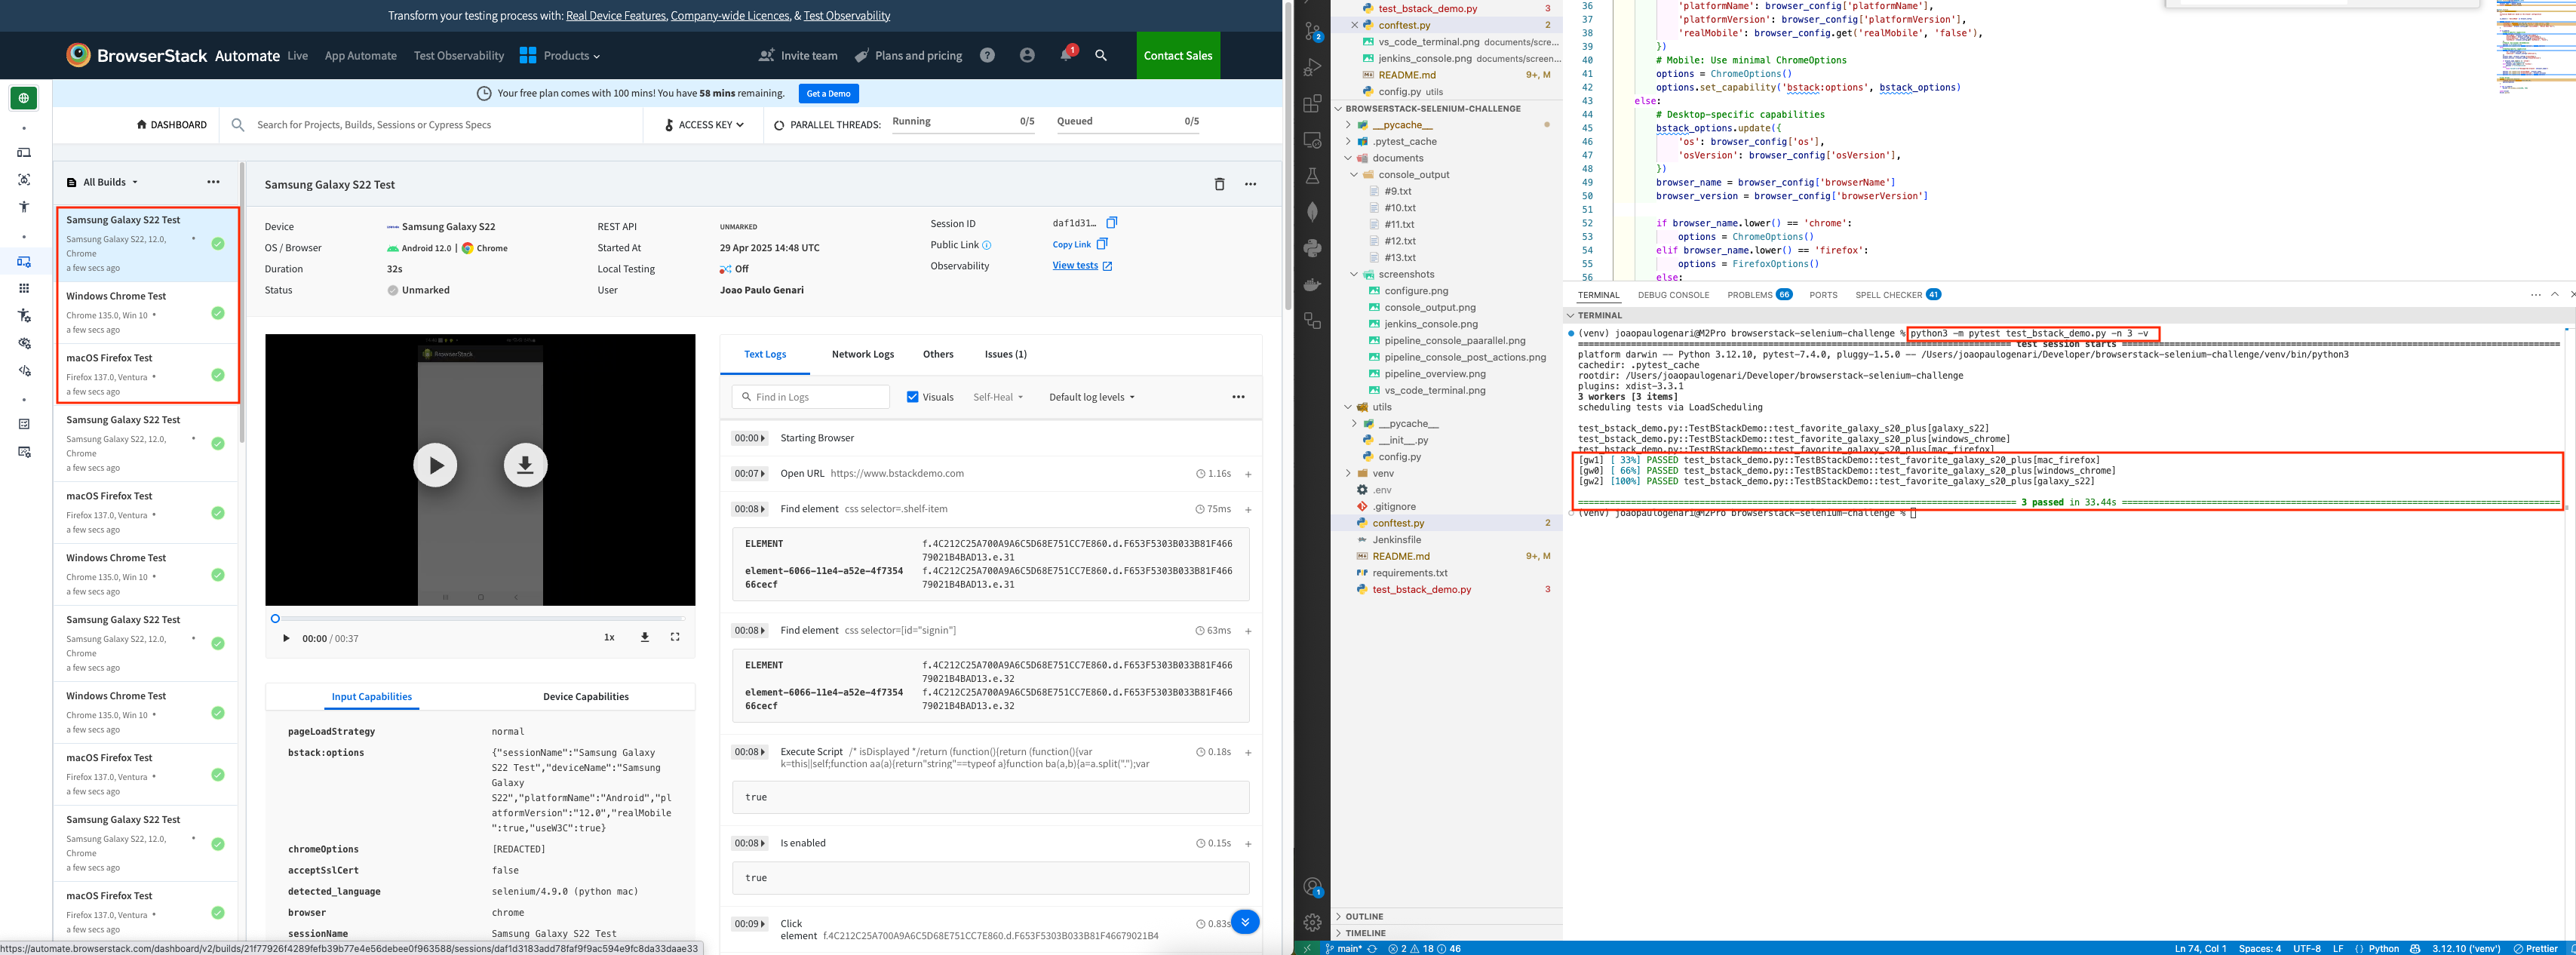 Transform your testing process with: Real Device Features, Company-wide Licences, & Test Observability
BrowserStack Automate Live App Automate Test Observability Products
Invite team Plans and pricing ? 1 Contact Sales
Your free plan comes with 100 mins! You have 58 mins remaining. Get a Demo
DASHBOARD Search for Projects, Builds, Sessions or Cypress Specs
ACCESS KEY PARALLEL THREADS: Running 0/5 Queued 0/5
All Builds
Samsung Galaxy S22 Test
Samsung Galaxy S22, 12.0,
Chrome
a few secs ago
Windows Chrome Test
Chrome 135.0, Win 10
a few secs ago
macOS Firefox Test
Firefox 137.0, Ventura
a few secs ago
Samsung Galaxy S22 Test
Samsung Galaxy S22, 12.0,
Chrome
a few secs ago
macOS Firefox Test
Firefox 137.0, Ventura
a few secs ago
Windows Chrome Test
Chrome 135.0, Win 10
a few secs ago
Samsung Galaxy S22 Test
Samsung Galaxy S22, 12.0,
Chrome
a few secs ago
Windows Chrome Test
Chrome 135.0, Win 10
a few secs ago
macOS Firefox Test
Firefox 137.0, Ventura
a few secs ago
Samsung Galaxy S22 Test
Samsung Galaxy S22, 12.0,
Chrome
a few secs ago
macOS Firefox Test
Firefox 137.0, Ventura
a few secs ago
https://automate.browserstack.com/dashboard/v2/builds/21f77926f4289fefb39b77e4e56debee0f963588/sessions/daf1d3183add78faf9f9ac594e9fc8da33daae33
Samsung Galaxy S22 Test
Device Samsung Galaxy S22
OS / Browser Android 12.0 | Chrome
Duration 32s
Status Unmarked
REST API UNMARKED
Started At 29 Apr 2025 14:48 UTC
Local Testing Off
User Joao Paulo Genari
Session ID daf1d31...
Public Link Copy Link
Observability View tests
BrowserStack
00:00 / 00:37 1x
Input Capabilities Device Capabilities
pageLoadStrategy normal
bstack:options {"sessionName":"Samsung Galaxy
S22 Test","deviceName":"Samsung
Galaxy
S22","platformName":"Android","pl
atformVersion":"12.0","realMobile
":true,"useW3C":true}
chromeOptions [REDACTED]
acceptSslCert false
detected_language selenium/4.9.0 (python mac)
browser chrome
sessionName Samsung Galaxy S22 Test
Text Logs Network Logs Others Issues (1)
Find in Logs Visuals Self-Heal Default log levels
00:00 Starting Browser
00:07 Open URL https://www.bstackdemo.com 1.16s +
00:08 Find element css selector=.shelf-item 75ms +
ELEMENT f.4C212C25A700A9A6C5D68E751CC7E860.d.F653F5303B033B81F466
79021B4BAD13.e.31
element-6066-11e4-a52e-4f7354 f.4C212C25A700A9A6C5D68E751CC7E860.d.F653F5303B033B81F466
66cecf 79021B4BAD13.e.31
00:08 Find element css selector=[id="signin"] 63ms +
ELEMENT f.4C212C25A700A9A6C5D68E751CC7E860.d.F653F5303B033B81F466
79021B4BAD13.e.32
element-6066-11e4-a52e-4f7354 f.4C212C25A700A9A6C5D68E751CC7E860.d.F653F5303B033B81F466
66cecf 79021B4BAD13.e.32
00:08 Execute Script /* isDisplayed */return (function(){return (function(){var 0.18s +
k=this||self;function aa(a){return"string"==typeof a}function ba(a,b){a=a.split(".");var
true
00:08 Is enabled 0.15s +
true
00:09 Click 0.83s
element f.4C212C25A700A9A6C5D68E751CC7E860.d.F653F5303B033B81F46679021B4
2
1
test_bstack_demo.py 3
conftest.py 2
vs_code_terminal.png documents/scre...
jenkins_console.png documents/screen...
README.md 9+, M
config.py utils
BROWSERSTACK-SELENIUM-CHALLENGE
__pycache__
.pytest_cache
documents
console_output
#9.txt
#10.txt
#11.txt
#12.txt
#13.txt
screenshots
configure.png
console_output.png
jenkins_console.png
pipeline_console_paarallel.png
pipeline_console_post_actions.png
pipeline_overview.png
vs_code_terminal.png
utils
__pycache__
__init__.py
config.py
venv
.env
.gitignore
conftest.py 2
Jenkinsfile
README.md 9+, M
requirements.txt
test_bstack_demo.py 3
OUTLINE
TIMELINE
36 'platformName': browser_config['platformName'],
37 'platformVersion': browser_config['platformVersion'],
38 'realMobile': browser_config.get('realMobile', 'false'),
39 })
40 # Mobile: Use minimal ChromeOptions
41 options = ChromeOptions()
42 options.set_capability('bstack:options', bstack_options)
43 else:
44 # Desktop-specific capabilities
45 bstack_options.update({
46 'os': browser_config['os'],
47 'osVersion': browser_config['osVersion'],
48 })
49 browser_name = browser_config['browserName']
50 browser_version = browser_config['browserVersion']
51
52 if browser_name.lower() == 'chrome':
53 options = ChromeOptions()
54 elif browser_name.lower() == 'firefox':
55 options = FirefoxOptions()
56 else:
TERMINAL DEBUG CONSOLE PROBLEMS 66 PORTS SPELL CHECKER 41
TERMINAL
(venv) joaopaulogenari@M2Pro browserstack-selenium-challenge % python3 -m pytest test_bstack_demo.py -n 3 -v
test session starts
platform darwin -- Python 3.12.10, pytest-7.4.0, pluggy-1.5.0 -- /Users/joaopaulogenari/Developer/browserstack-selenium-challenge/venv/bin/python3
cachedir: .pytest_cache
rootdir: /Users/joaopaulogenari/Developer/browserstack-selenium-challenge
plugins: xdist-3.3.1
3 workers [3 items]
scheduling tests via LoadScheduling
test_bstack_demo.py::TestBStackDemo::test_favorite_galaxy_s20_plus[galaxy_s22]
test_bstack_demo.py::TestBStackDemo::test_favorite_galaxy_s20_plus[windows_chrome]
test_bstack_demo.py::TestBStackDemo::test_favorite_galaxy_s20_plus[mac_firefox]
[gw1] [ 33%] PASSED test_bstack_demo.py::TestBStackDemo::test_favorite_galaxy_s20_plus[mac_firefox]
[gw0] [ 66%] PASSED test_bstack_demo.py::TestBStackDemo::test_favorite_galaxy_s20_plus[windows_chrome]
[gw2] [100%] PASSED test_bstack_demo.py::TestBStackDemo::test_favorite_galaxy_s20_plus[galaxy_s22]
3 passed in 33.44s
(venv) joaopaulogenari@M2Pro browserstack-selenium-challenge %
main* 2 18 46 Ln 74, Col 1 Spaces: 4 UTF-8 LF Python 3.12.10 ('venv') Prettier